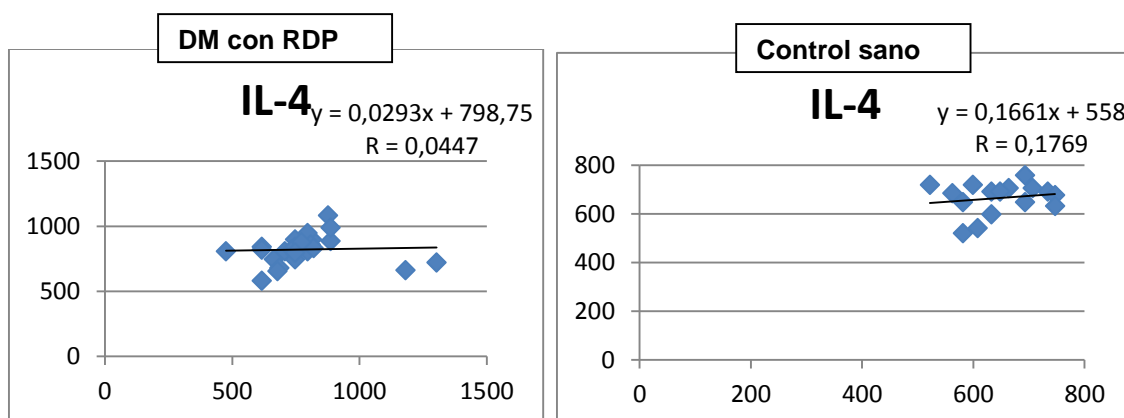 DM con RDP
IL-4
y = 0,0293x + 798,75
R = 0,0447
1500
1000
500
0
0 500 1000 1500
Control sano
IL-4
y = 0,1661x + 558
R = 0,1769
800
600
400
200
0
0 200 400 600 800